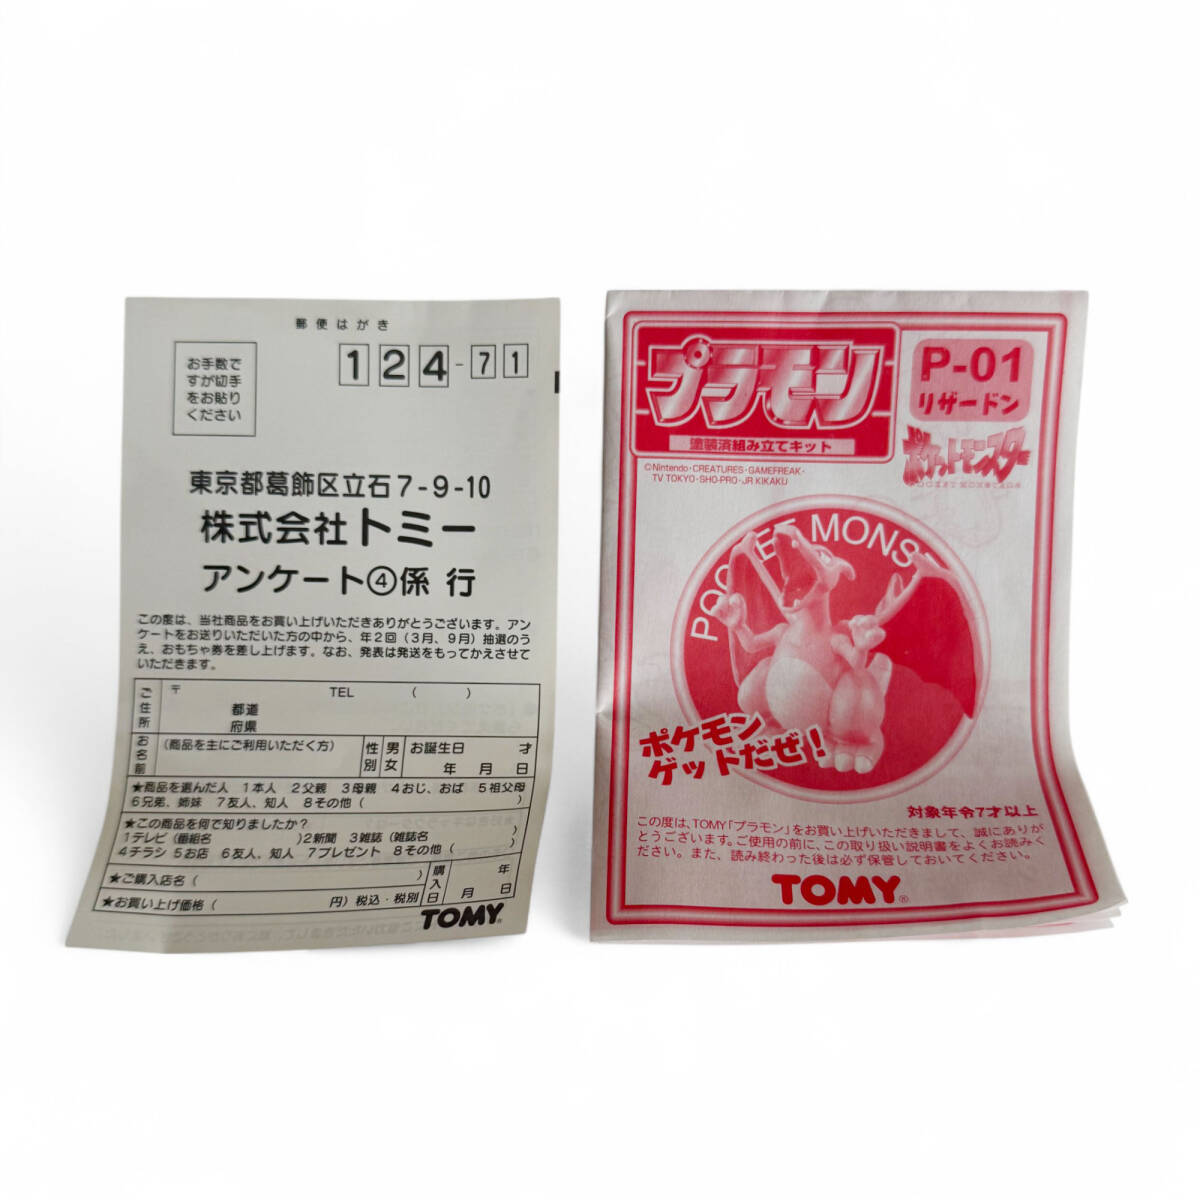 郵便はがき
お手数で
すが切手
をお貼り
ください
124-71
東京都葛飾区立石7-9-10
株式会社トミー
アンケート④係 行
この度は、当社商品をお買い上げいただきありがとうございます。アン
ケートをお送りいただいた方の中から、年2回(3月、9月)抽選のう
え、おもちゃ券を差し上げます。なお、発表は発送をもってかえさせて
いただきます。
ご住所
〒 TEL ( )
都道
府県
お名前
(商品を主にご利用いただく方)
性別
男
女
お誕生日 才
年 月 日
★商品を選んだ人 1本人 2父親 3母親 4おじ、おば 5祖父母
6兄弟、姉妹 7友人、知人 8その他( )
★この商品を何で知りましたか?
1テレビ(番組名 )2新聞 3雑誌(雑誌名 )
4チラシ 5お店 6友人、知人 7プレゼント 8その他( )
★ご購入店名( )
購入日
年
月 日
★お買い上げ価格( 円)税込・税別
TOMY®
プラモン
塗装済組み立てキット
P-01
リザードン
ポケットモンスター
POCKET MONSTERS
©Nintendo・CREATURES・GAMEFREAK・
TV TOKYO・SHO-PRO・JR KIKAKU
POCKET MONS
ポケモン
ゲットだぜ!
対象年令7才以上
この度は、TOMY「プラモン」をお買い上げいただきまして、誠にありが
とうございます。ご使用の前に、この取り扱い説明書をよくお読みく
ださい。また、読み終わった後は必ず保管しておいてください。
TOMY®